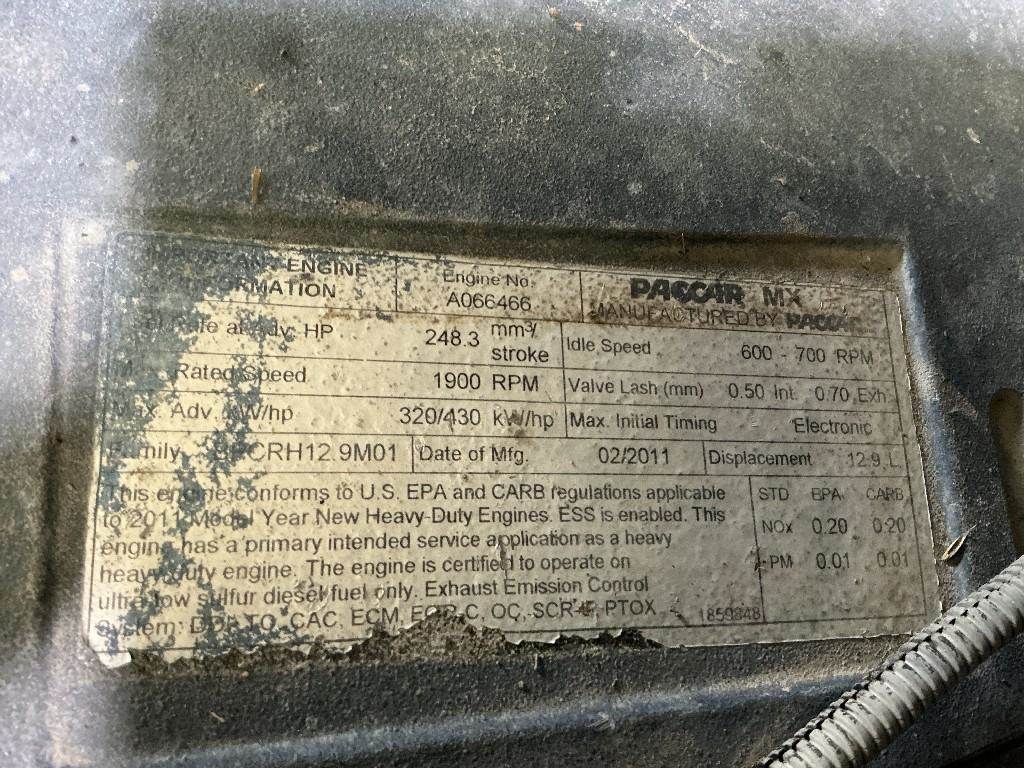 ENGINE
Engine No.
A066466
PACCAR MX
MANUFACTURED BY PACCAR
HP 248.3 mm³/
stroke
Idle Speed 600 - 700 RPM
Rated Speed 1900 RPM
Valve Lash (mm) 0.50 Int. 0.70 Exh
Max. Adv. kW/hp 320/430 kW/hp
Max. Initial Timing Electronic
Family Date of Mfg. 02/2011 Displacement 12.9 L
This engine conforms to U.S. EPA and CARB regulations applicable
to 2011 Model Year New Heavy-Duty Engines. ESS is enabled. This
engine has a primary intended service application as a heavy
heavy duty engine. The engine is certified to operate on
ultra low sulfur diesel fuel only. Exhaust Emission Control
System: CAC, ECM, OC, PTOX
STD EPA CARB
NOx 0.20 0.20
PM 0.01 0.01
1859848